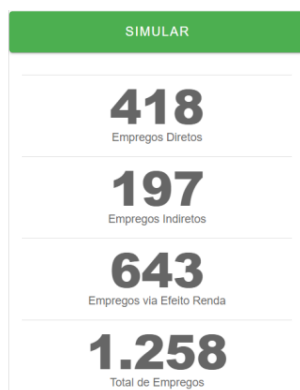 SIMULAR
418
Empregos Diretos
197
Empregos Indiretos
643
Empregos via Efeito Renda
1.258
Total de Empregos